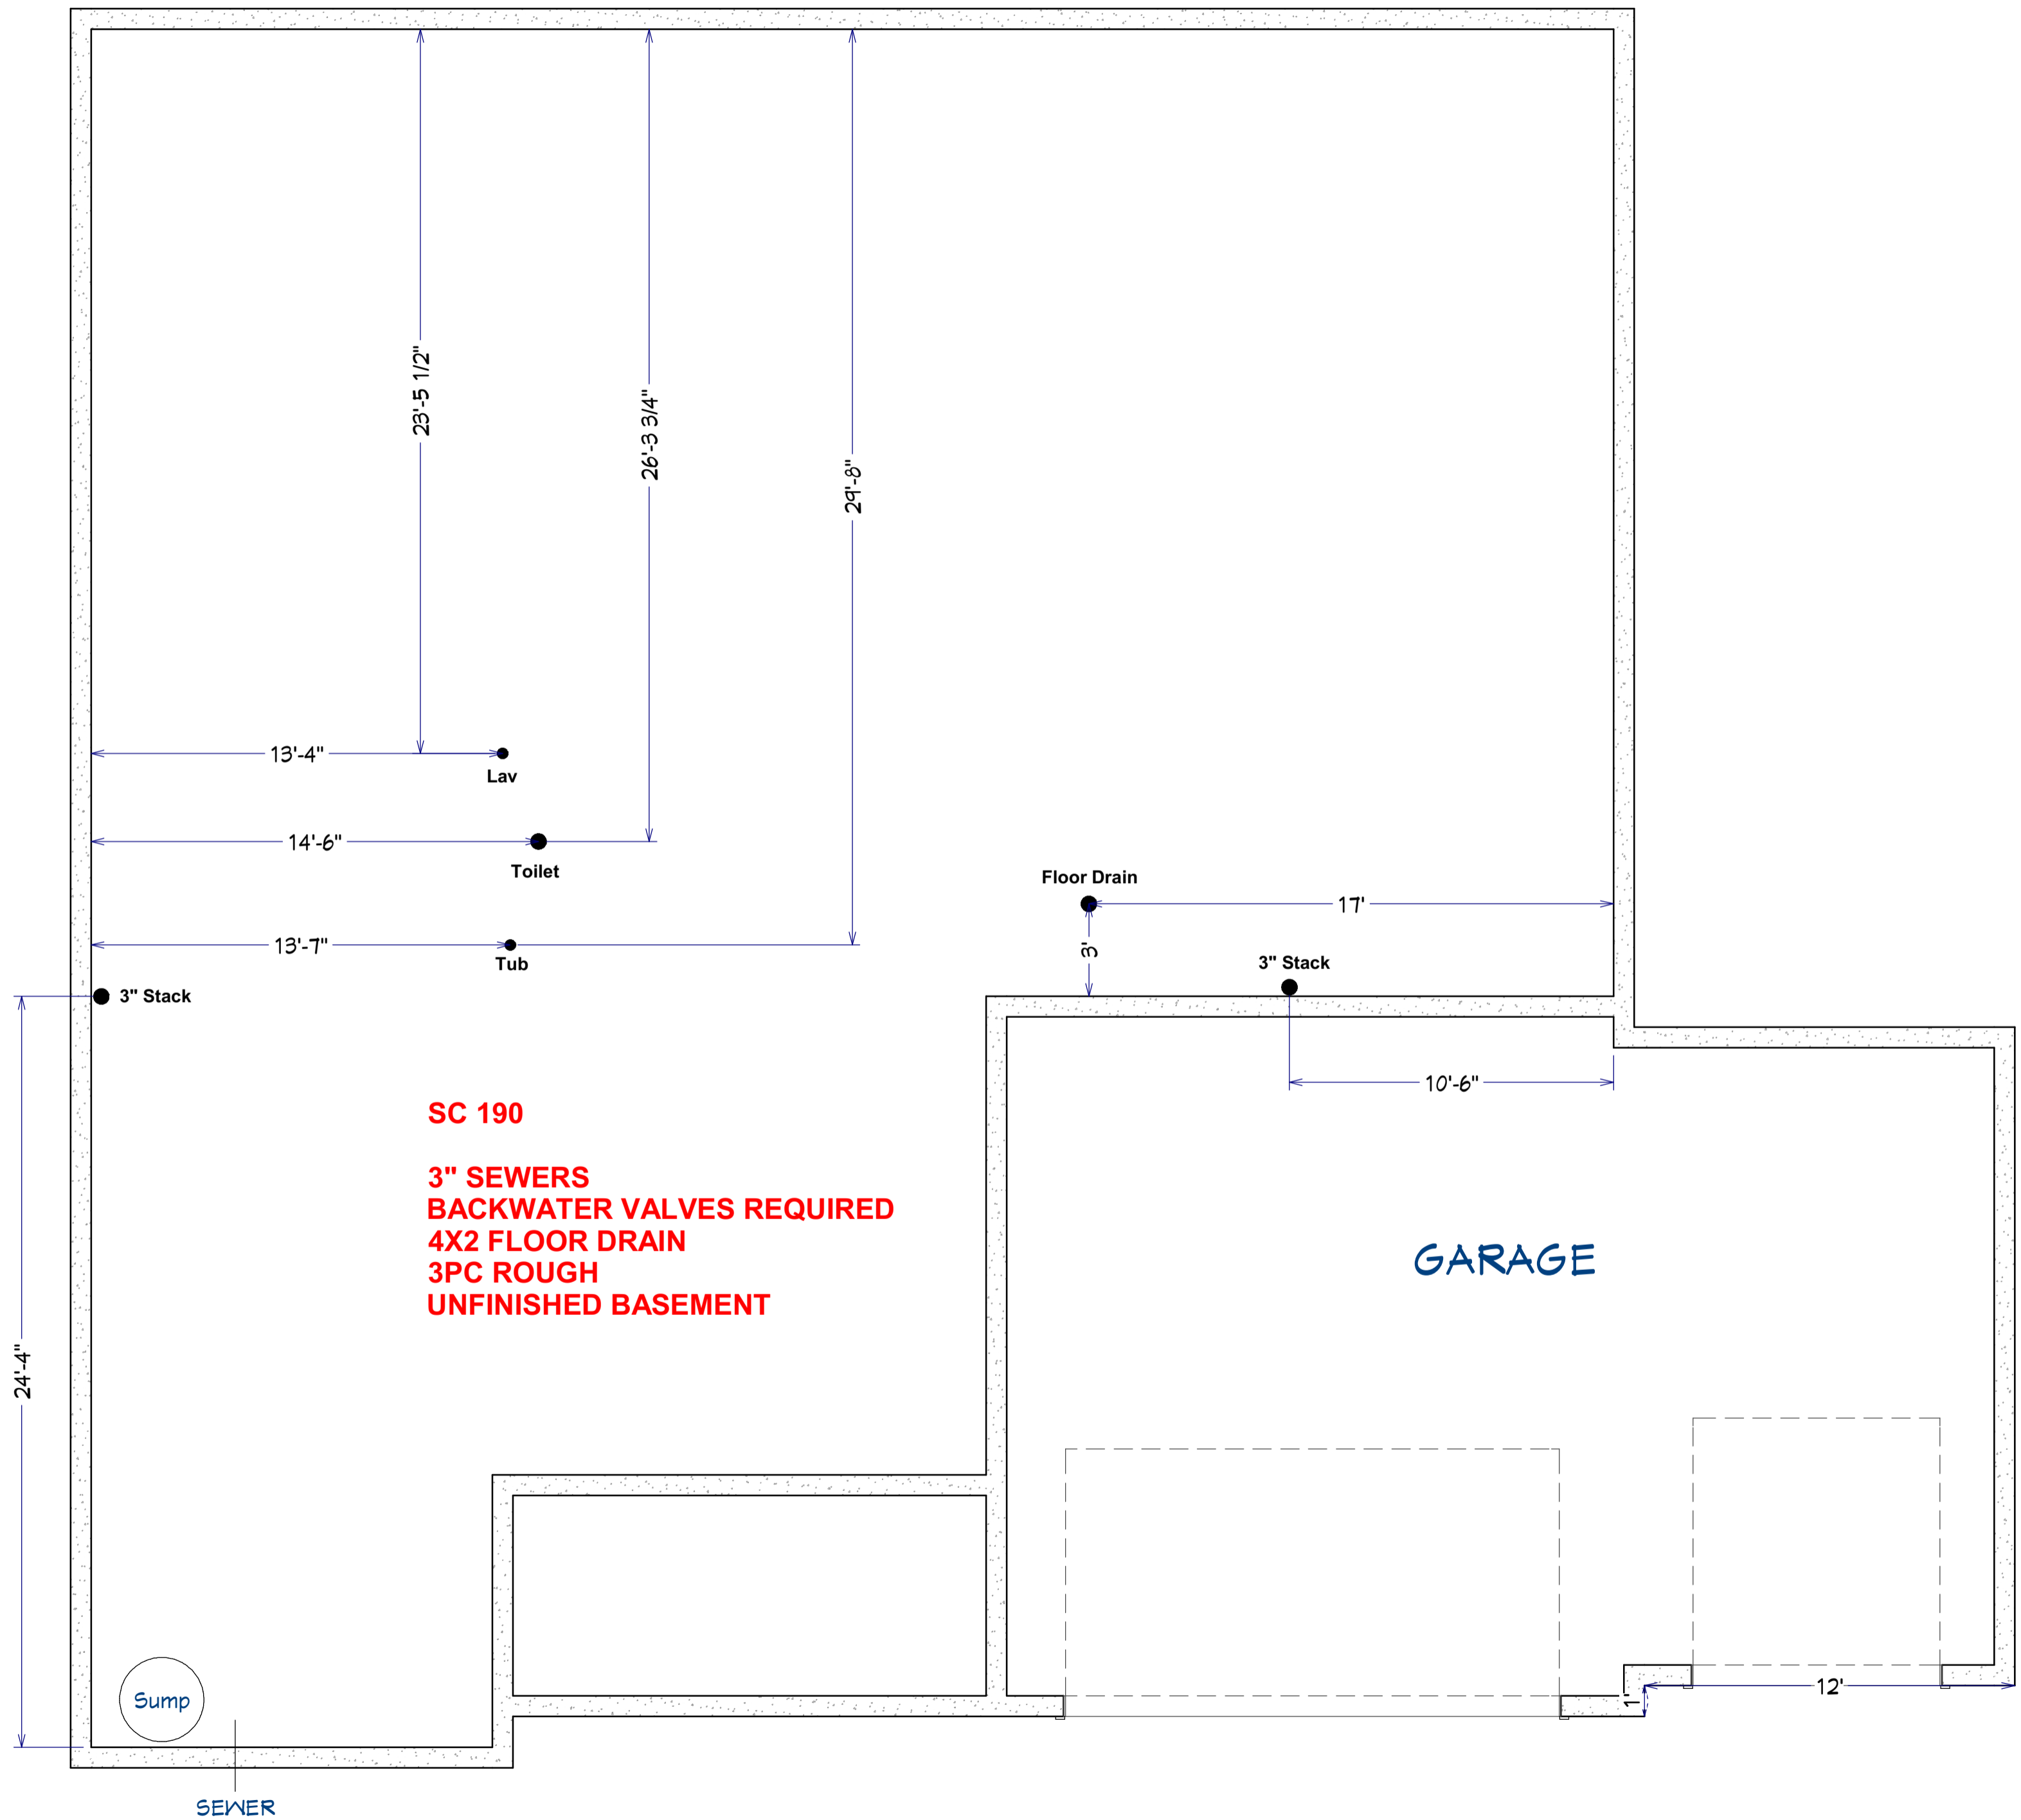 23'-5 1/2"
26'-3 3/4"
29'-8"
13'-4"
Lav
14'-6"
Toilet
Floor Drain
17'
13'-7"
Tub
3'
3" Stack
3" Stack
10'-6"
SC 190
3" SEWERS
BACKWATER VALVES REQUIRED
4X2 FLOOR DRAIN
3PC ROUGH
UNFINISHED BASEMENT
GARAGE
24'-4"
Sump
12'
1'
SEWER